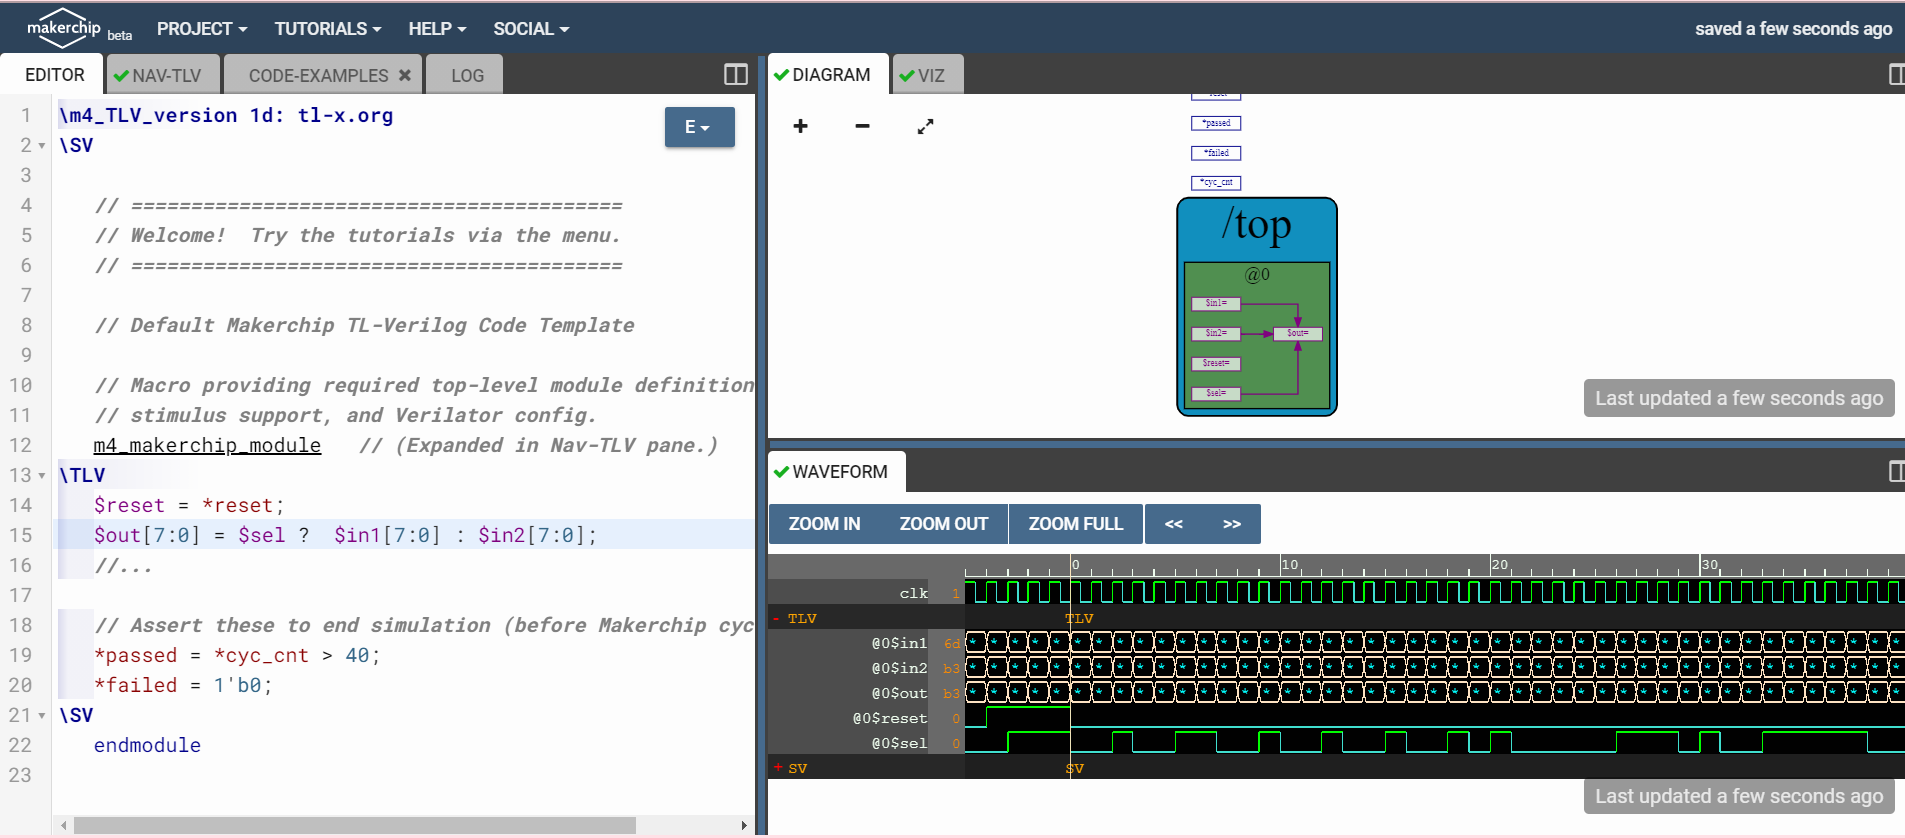 makerchip beta PROJECT TUTORIALS HELP SOCIAL saved a few seconds ago
EDITOR NAV-TLV CODE-EXAMPLES LOG
1 \m4_TLV_version 1d: tl-x.org
E
2 \SV
3
4 // =========================================
5 // Welcome!  Try the tutorials via the menu.
6 // =========================================
7
8 // Default Makerchip TL-Verilog Code Template
9
10 // Macro providing required top-level module definition
11 // stimulus support, and Verilator config.
12 m4_makerchip_module   // (Expanded in Nav-TLV pane.)
13 \TLV
14 $reset = *reset;
15 $out[7:0] = $sel ?  $in1[7:0] : $in2[7:0];
16 //...
17
18 // Assert these to end simulation (before Makerchip cyc
19 *passed = *cyc_cnt > 40;
20 *failed = 1'b0;
21 \SV
22 endmodule
23
DIAGRAM VIZ
*passed
*failed
*cyc_cnt
/top
@0
$in1=
$in2= $out=
$reset=
$sel=
Last updated a few seconds ago
WAVEFORM
ZOOM IN ZOOM OUT ZOOM FULL << >>
0 10 20 30
clk 1
- TLV TLV
@0$in1 6d
@0$in2 b3
@0$out b3
@0$reset 0
@0$sel 0
+ SV SV
Last updated a few seconds ago